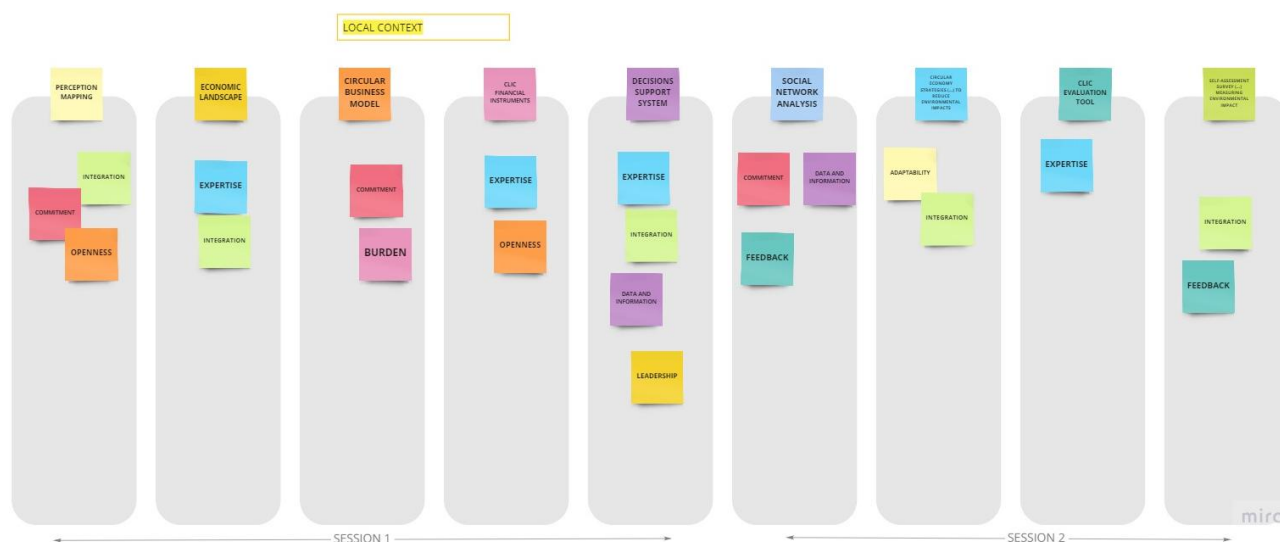 LOCAL CONTEXT
PERCEPTION
MAPPING
INTEGRATION
COMMITMENT
OPENNESS
ECONOMIC
LANDSCAPE
EXPERTISE
INTEGRATION
CIRCULAR
BUSINESS
MODEL
COMMITMENT
BURDEN
CLIC
FINANCIAL
INSTRUMENTS
EXPERTISE
OPENNESS
DECISIONS
SUPPORT
SYSTEM
EXPERTISE
INTEGRATION
DATA AND
INFORMATION
LEADERSHIP
SOCIAL
NETWORK
ANALYSIS
COMMITMENT
DATA AND
INFORMATION
FEEDBACK
CIRCULAR
ECONOMY
STRATEGIES (...) TO
REDUCE
ENVIRONMENTAL
IMPACTS
ADAPTABILITY
INTEGRATION
CLIC
EVALUATION
TOOL
EXPERTISE
SELF-ASSESSMENT
SURVEY (...)
MEASURING
ENVIRONMENTAL
IMPACT
INTEGRATION
FEEDBACK
SESSION 1
SESSION 2
miro